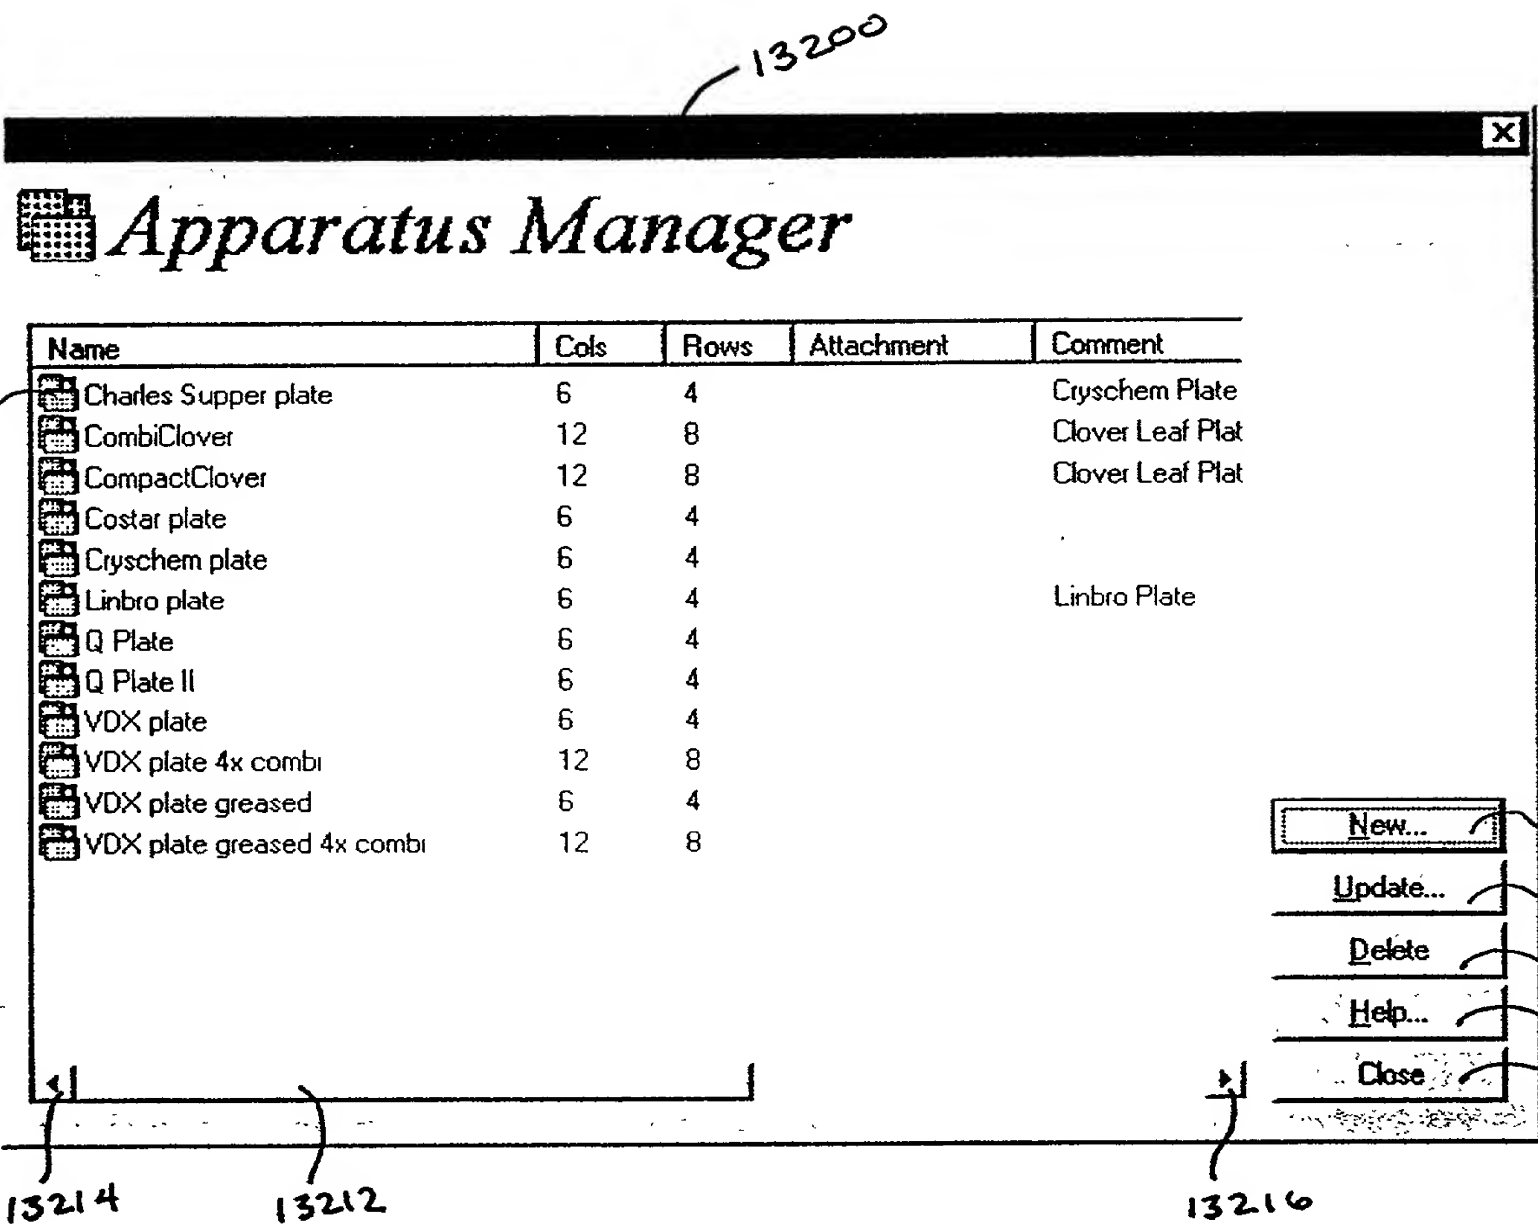 13200
Apparatus Manager
Name Cols Rows Attachment Comment
Charles Supper plate 6 4 Cryschem Plate
CombiClover 12 8 Clover Leaf Plat
CompactClover 12 8 Clover Leaf Plat
Costar plate 6 4
Cryschem plate 6 4
Linbro plate 6 4 Linbro Plate
Q Plate 6 4
Q Plate II 6 4
VDX plate 6 4
VDX plate 4x combi 12 8
VDX plate greased 6 4
VDX plate greased 4x combi 12 8
New...
Update...
Delete
Help...
Close
13214 13212 13216